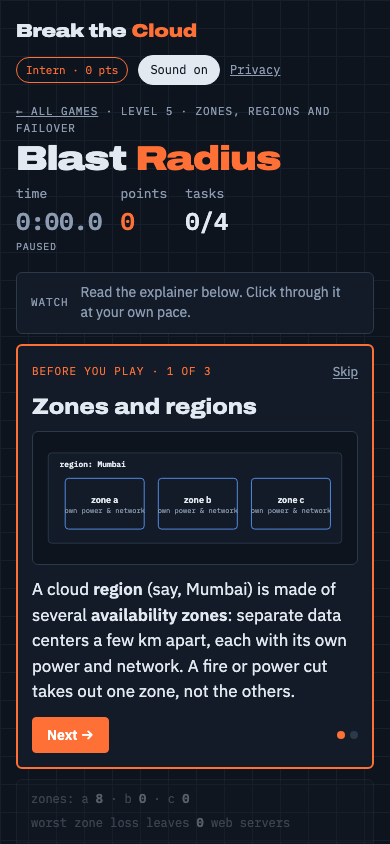 Break the Cloud
Intern · 0 pts
Sound on
Privacy
← ALL GAMES · LEVEL 5 · ZONES, REGIONS AND
FAILOVER
Blast Radius
time
points
tasks
0:00.0
0
0/4
PAUSED
WATCH
Read the explainer below. Click through it
at your own pace.
BEFORE YOU PLAY · 1 OF 3
Skip
Zones and regions
region: Mumbai
zone a
zone b
zone c
own power & network
own power & network
own power & network
A cloud region (say, Mumbai) is made of
several availability zones: separate data
centers a few km apart, each with its own
power and network. A fire or power cut
takes out one zone, not the others.
Next →
zones: a 8 · b 0 · c 0
worst zone loss leaves 0 web servers